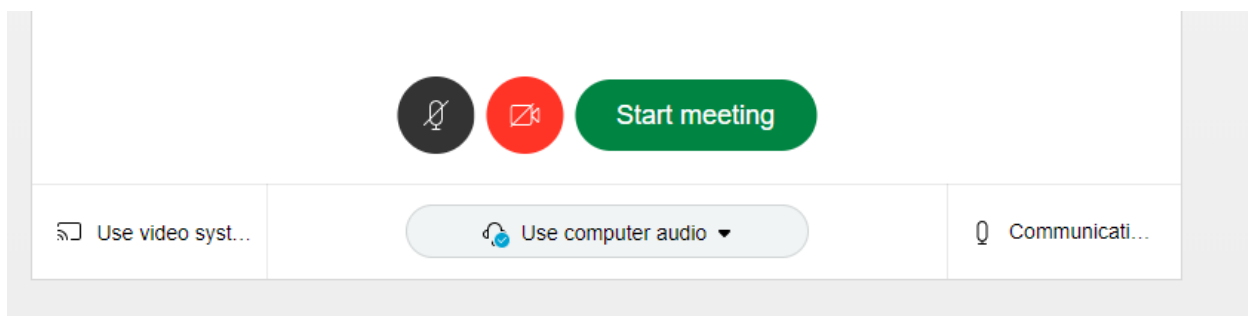 Start meeting
Use video syst...
Use computer audio
Communicati...